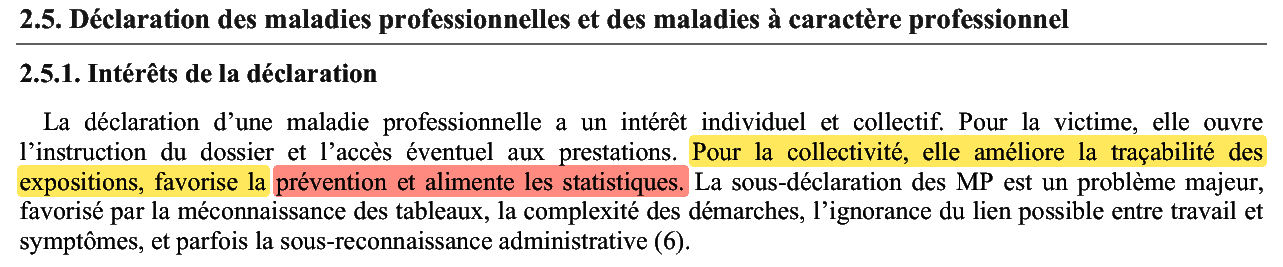 2.5. Déclaration des maladies professionnelles et des maladies à caractère professionnel
2.5.1. Intérêts de la déclaration
La déclaration d’une maladie professionnelle a un intérêt individuel et collectif. Pour la victime, elle ouvre
l’instruction du dossier et l’accès éventuel aux prestations. Pour la collectivité, elle améliore la traçabilité des
expositions, favorise la prévention et alimente les statistiques. La sous-déclaration des MP est un problème majeur,
favorisé par la méconnaissance des tableaux, la complexité des démarches, l’ignorance du lien possible entre travail et
symptômes, et parfois la sous-reconnaissance administrative (6).